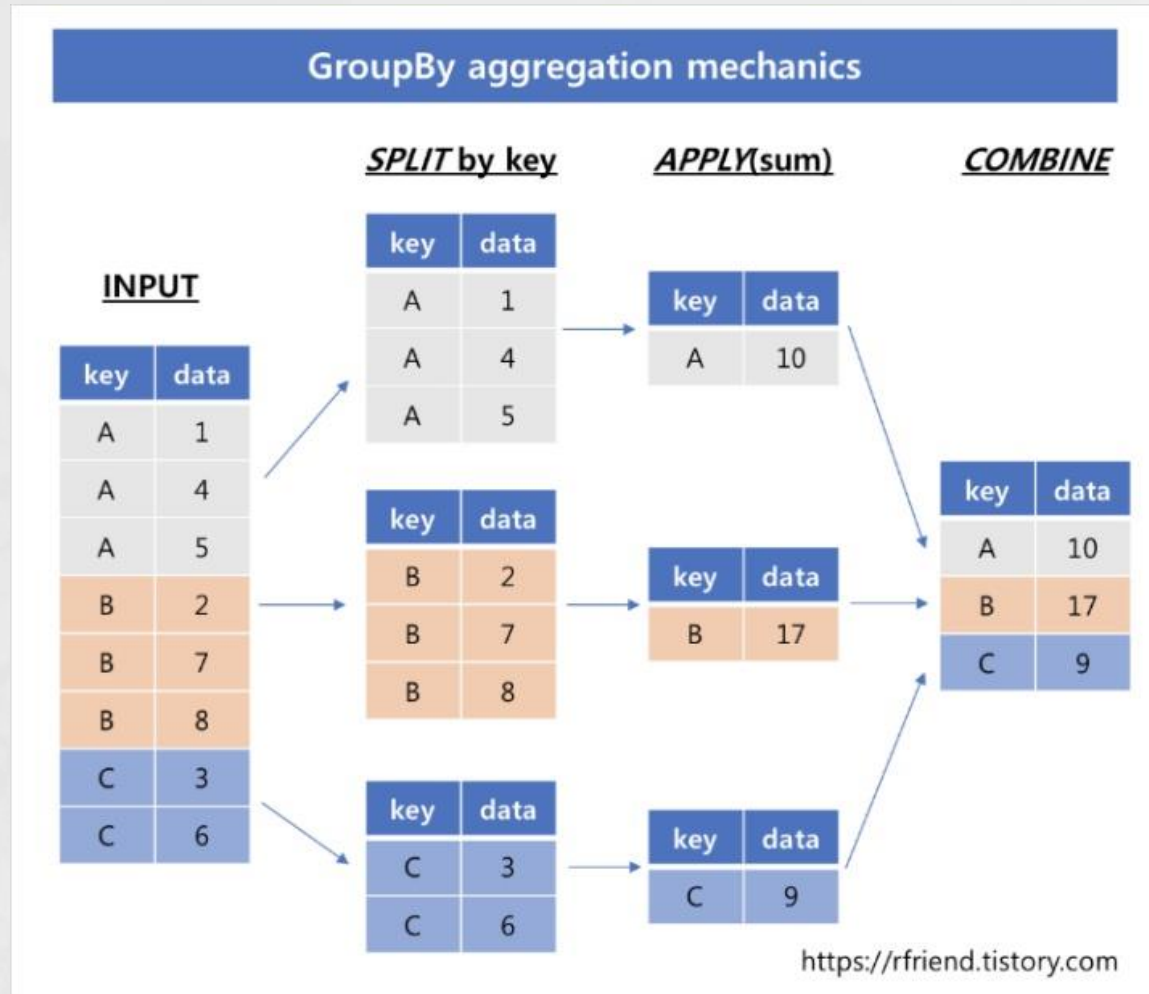 GroupBy aggregation mechanics
INPUT
key data
A 1
A 4
A 5
B 2
B 7
B 8
C 3
C 6
SPLIT by key
key data
A 1
A 4
A 5
key data
B 2
B 7
B 8
key data
C 3
C 6
APPLY(sum)
key data
A 10
key data
B 17
key data
C 9
COMBINE
key data
A 10
B 17
C 9
https://rfriend.tistory.com